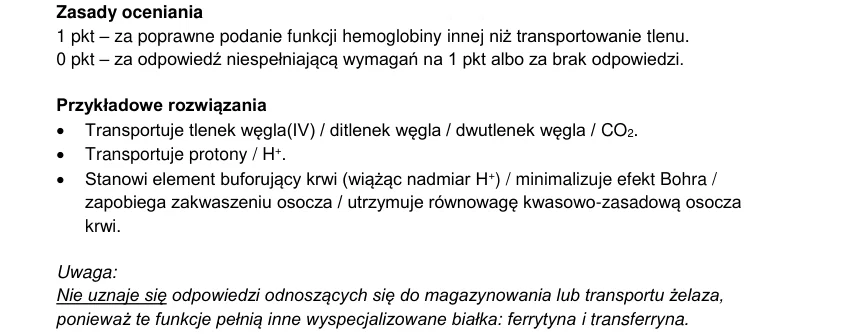 Zasady oceniania
1 pkt – za poprawne podanie funkcji hemoglobiny innej niż transportowanie tlenu.
0 pkt – za odpowiedź niespełniającą wymagań na 1 pkt albo za brak odpowiedzi.
Przykładowe rozwiązania
• Transportuje tlenek węgla(IV) / ditlenek węgla / dwutlenek węgla / CO₂.
• Transportuje protony / H⁺.
• Stanowi element buforujący krwi (wiążąc nadmiar H⁺) / minimalizuje efekt Bohra /
zapobiega zakwaszeniu osocza / utrzymuje równowagę kwasowo-zasadową osocza
krwi.
Uwaga:
Nie uznaje się odpowiedzi odnoszących się do magazynowania lub transportu żelaza,
ponieważ te funkcje pełnią inne wyspecjalizowane białka: ferrytyna i transferryna.